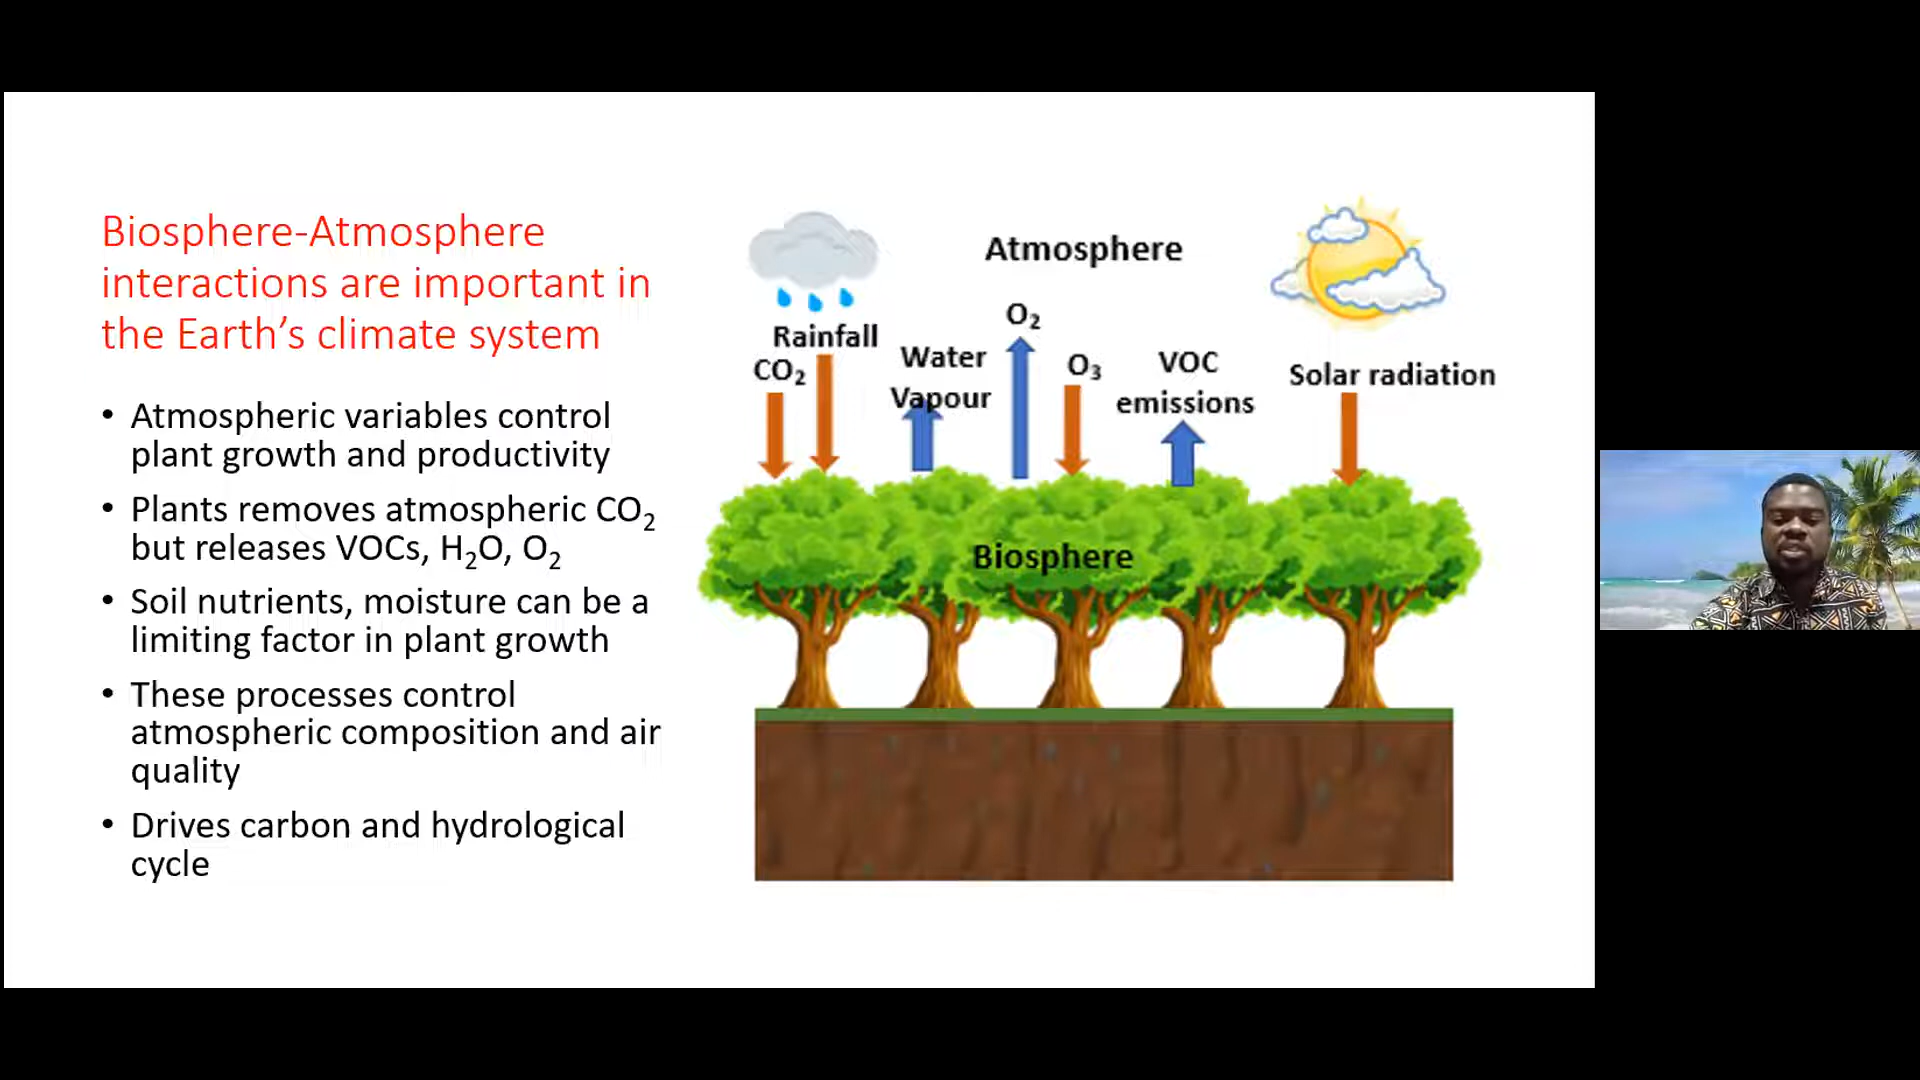 Biosphere-Atmosphere
interactions are important in
the Earth’s climate system
• Atmospheric variables control
plant growth and productivity
• Plants removes atmospheric CO₂
but releases VOCs, H₂O, O₂
• Soil nutrients, moisture can be a
limiting factor in plant growth
• These processes control
atmospheric composition and air
quality
• Drives carbon and hydrological
cycle
Atmosphere
Rainfall
CO₂
Water
Vapour
O₂
O₃
VOC
emissions
Solar radiation
Biosphere